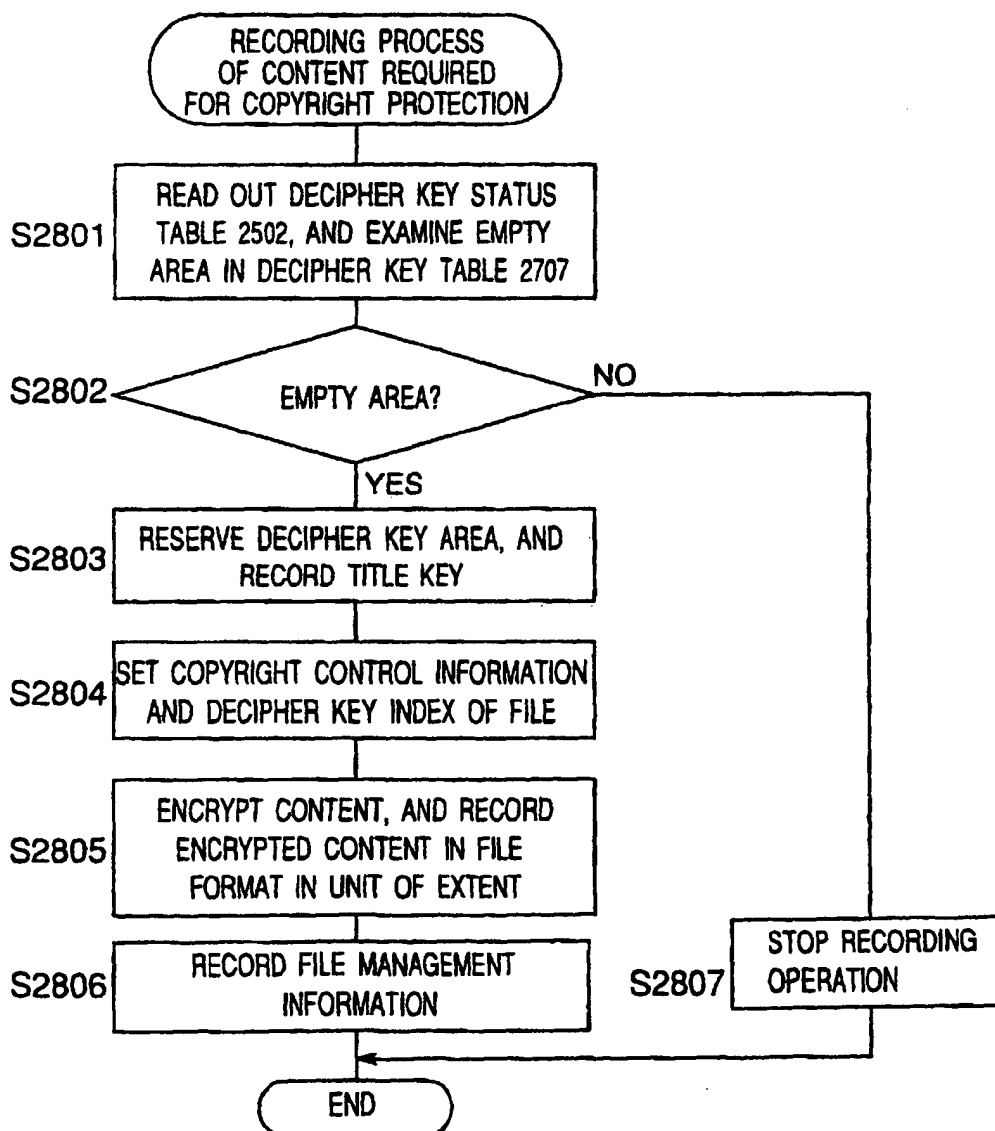 RECORDING PROCESS
OF CONTENT REQUIRED
FOR COPYRIGHT PROTECTION
S2801
READ OUT DECIPHER KEY STATUS
TABLE 2502, AND EXAMINE EMPTY
AREA IN DECIPHER KEY TABLE 2707
S2802
EMPTY AREA?
NO
YES
S2803
RESERVE DECIPHER KEY AREA, AND
RECORD TITLE KEY
S2804
SET COPYRIGHT CONTROL INFORMATION
AND DECIPHER KEY INDEX OF FILE
S2805
ENCRYPT CONTENT, AND RECORD
ENCRYPTED CONTENT IN FILE
FORMAT IN UNIT OF EXTENT
S2806
RECORD FILE MANAGEMENT
INFORMATION
S2807
STOP RECORDING
OPERATION
END